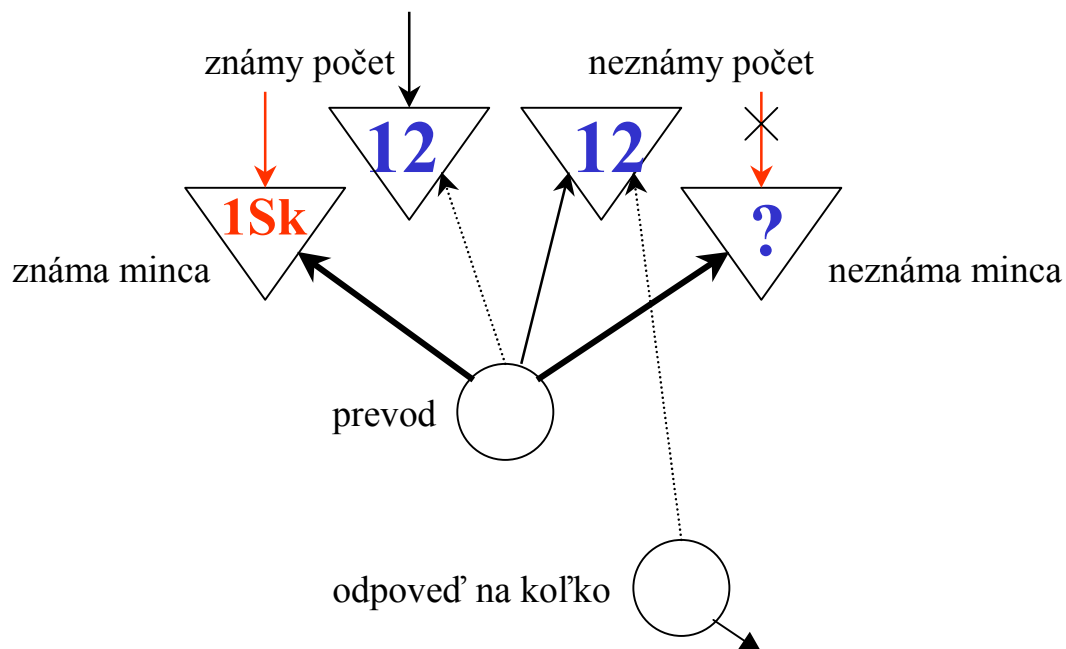 známy počet
neznámy počet
12
12
1Sk
?
známa minca
neznáma minca
prevod
odpoveď na koľko